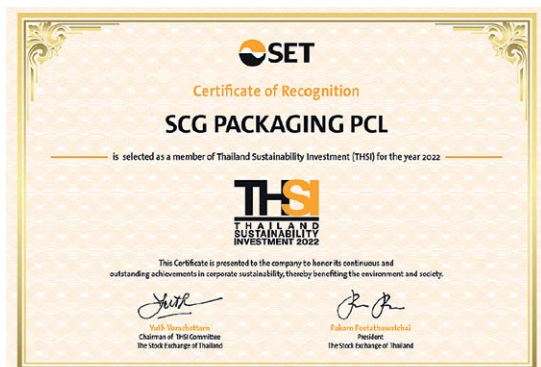 SET
Certificate of Recognition
SCG PACKAGING PCL
is selected as a member of Thailand Sustainability Investment (THSI) for the year 2022
THSI
THAILAND
SUSTAINABILITY
INVESTMENT 2022
This Certificate is presented to the company to honor its continuous and
outstanding achievements in corporate sustainability, thereby benefiting the environment and society.
Yuth Worachattarn
Chairman of THSI Committee
The Stock Exchange of Thailand
Pakorn Peetathawatchai
President
The Stock Exchange of Thailand